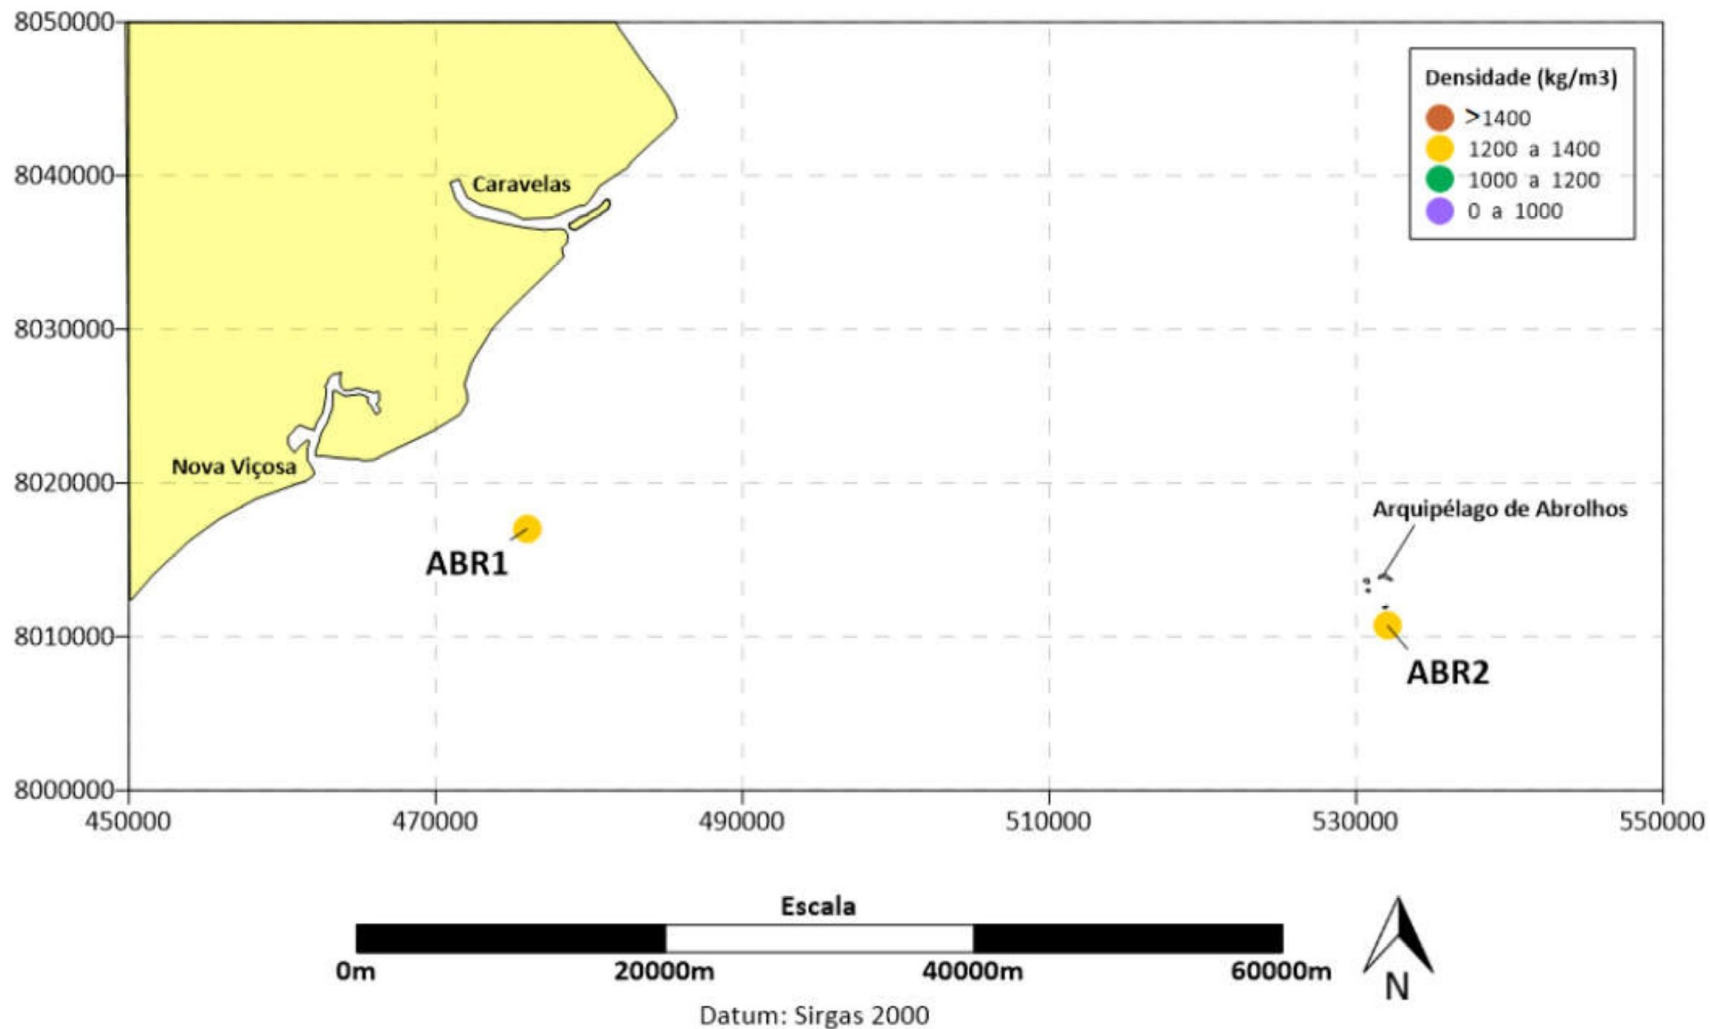 8050000
Densidade (kg/m3)
>1400
1200 a 1400
1000 a 1200
0 a 1000
8040000
Caravelas
8030000
Nova Viçosa
8020000
Arquipélago de Abrolhos
ABR1
8010000
ABR2
8000000
450000 470000 490000 510000 530000 550000
Escala
0m 20000m 40000m 60000m
N
Datum: Sirgas 2000